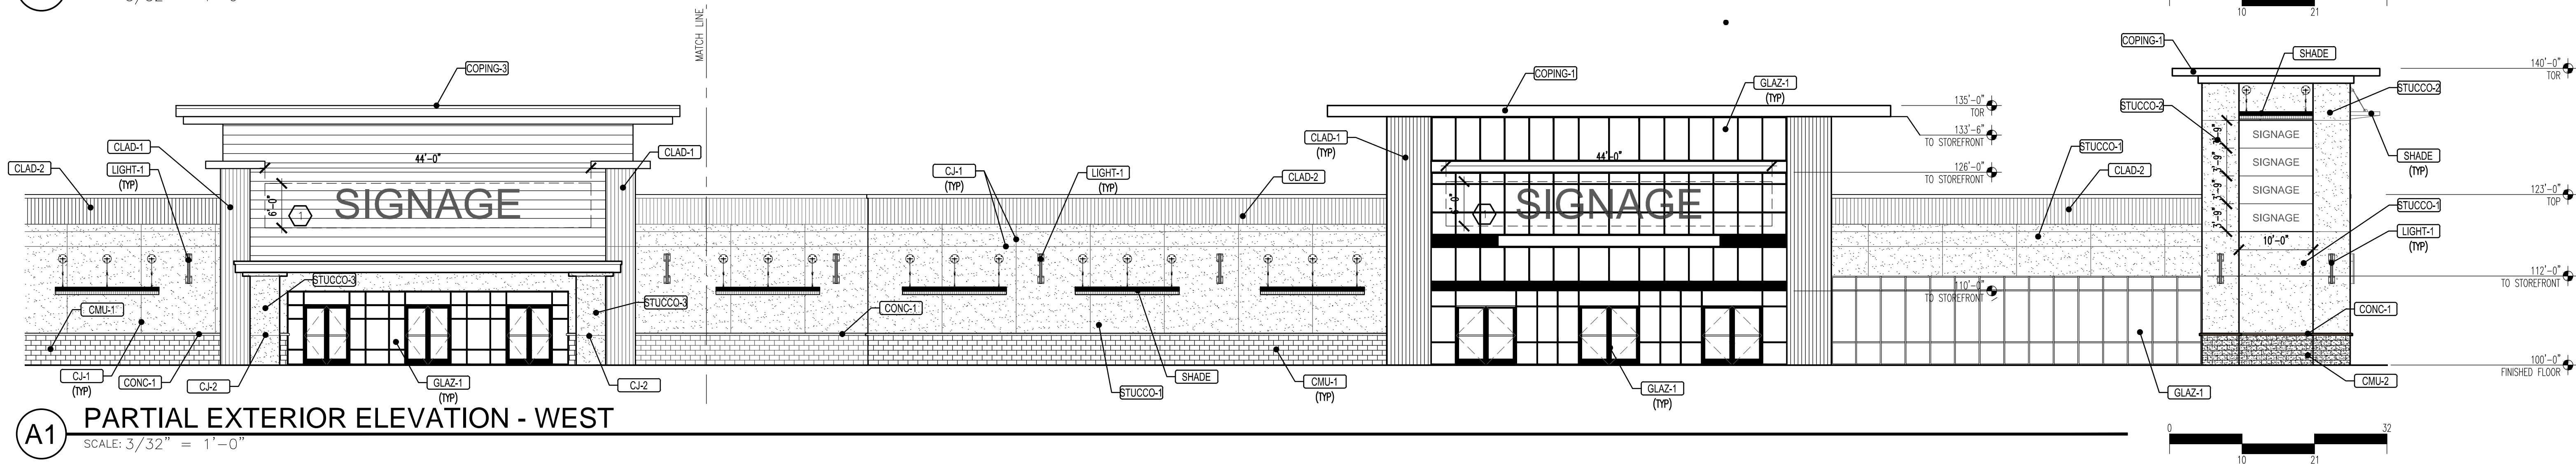 10 21
MATCH LINE
COPING-3
COPING-1
GLAZ-1
(TYP)
COPING-1
SHADE
140'-0"
TOR
STUCCO-2
STUCCO-2
135'-0"
TOR
133'-6"
TO STOREFRONT
126'-0"
TO STOREFRONT
CLAD-2
CLAD-1
LIGHT-1
(TYP)
44'-0"
CLAD-1
6'-0"
1
SIGNAGE
CJ-1
(TYP)
LIGHT-1
(TYP)
CLAD-2
CLAD-1
(TYP)
44'-0"
SIGNAGE
STUCCO-1
CLAD-2
SIGNAGE
SIGNAGE
SIGNAGE
SIGNAGE
3'-9"
3'-9"
10'-0"
SHADE
(TYP)
123'-0"
TOP
STUCCO-1
LIGHT-1
(TYP)
112'-0"
TO STOREFRONT
110'-0"
TO STOREFRONT
STUCCO-3
STUCCO-3
CMU-1
CONC-1
CONC-1
CJ-1
(TYP)
CONC-1
CJ-2
GLAZ-1
(TYP)
CJ-2
STUCCO-1
SHADE
CMU-1
(TYP)
GLAZ-1
(TYP)
GLAZ-1
CMU-2
100'-0"
FINISHED FLOOR
A1
PARTIAL EXTERIOR ELEVATION - WEST
SCALE: 3/32" = 1'-0"
0 32
10 21